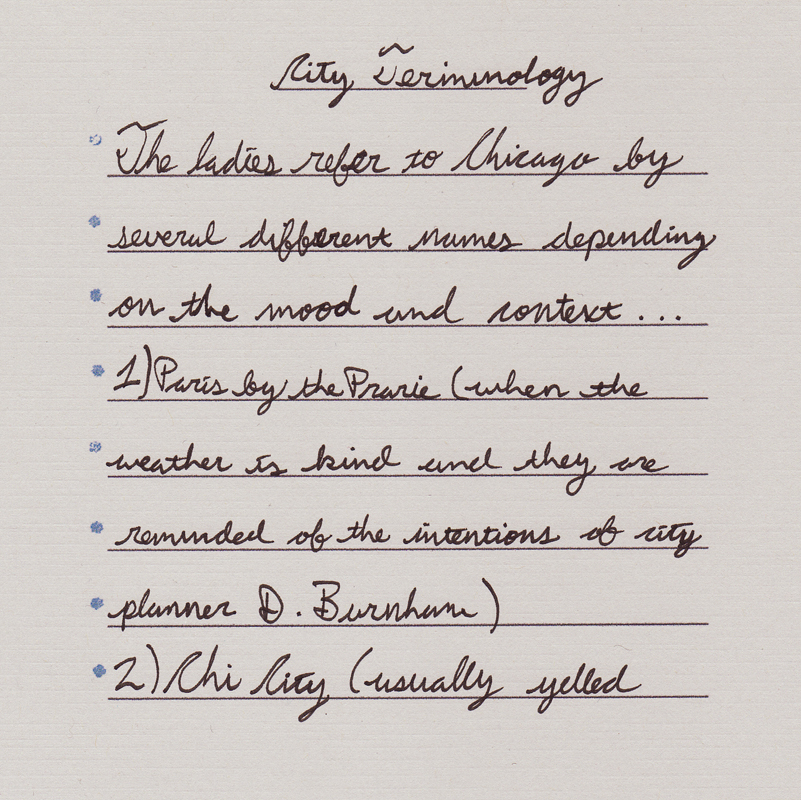 City Terminology
The ladies refer to Chicago by
several different names depending
on the mood and context...
1) Paris by the Prarie (when the
weather is kind and they are
reminded of the intentions of city
planner D. Burnham)
2) Chi City (usually yelled